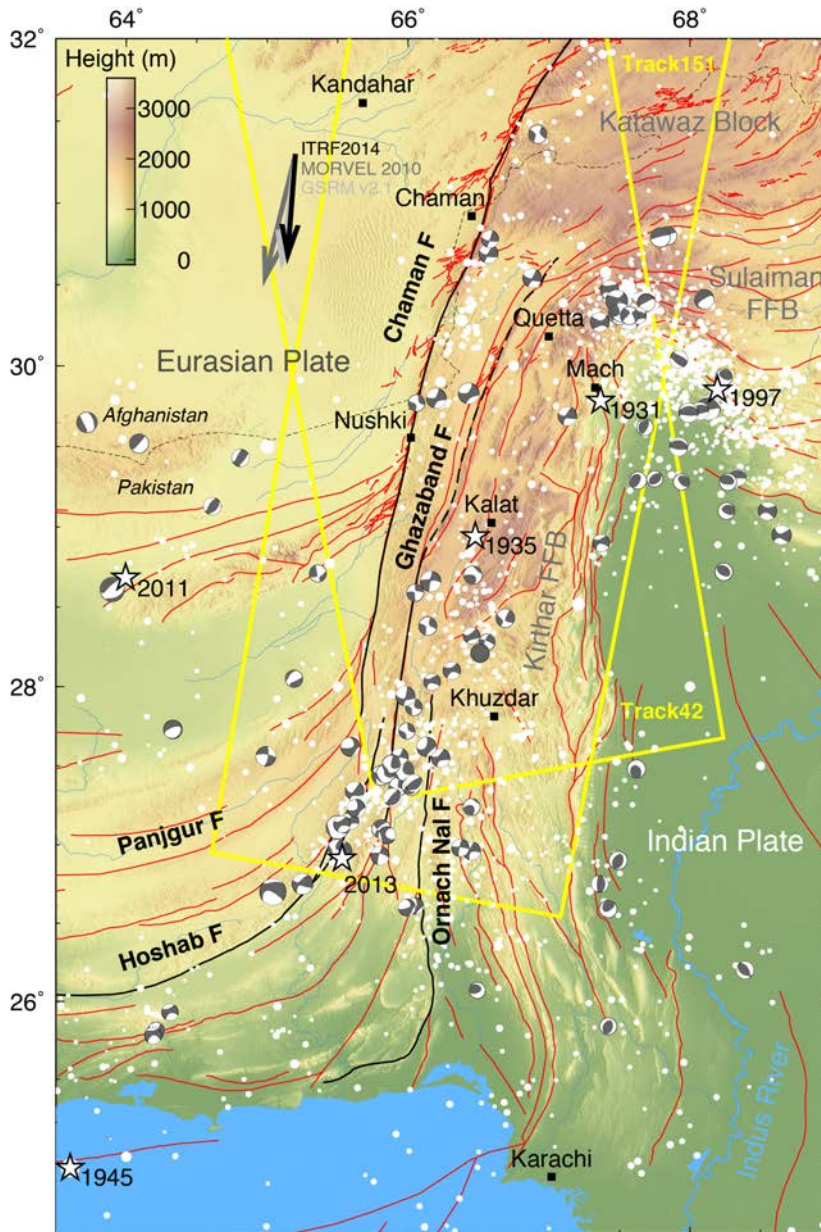 64°
66°
68°
32°
Height (m)
3000
2000
1000
0
Kandahar
ITRF2014
MORVEL 2010
GSRM v2.1
Track151
Katawaz Block
Chaman
Chaman F
Sulaiman
FFB
Quetta
30°
Eurasian Plate
Mach
1997
1931
Afghanistan
Nushki
Pakistan
Ghazaband F
Kalat
1935
2011
Kirthar FFB
28°
Khuzdar
Track42
Panjgur F
Ornach Nal F
Indian Plate
2013
Hoshab F
26°
Indus River
Karachi
1945